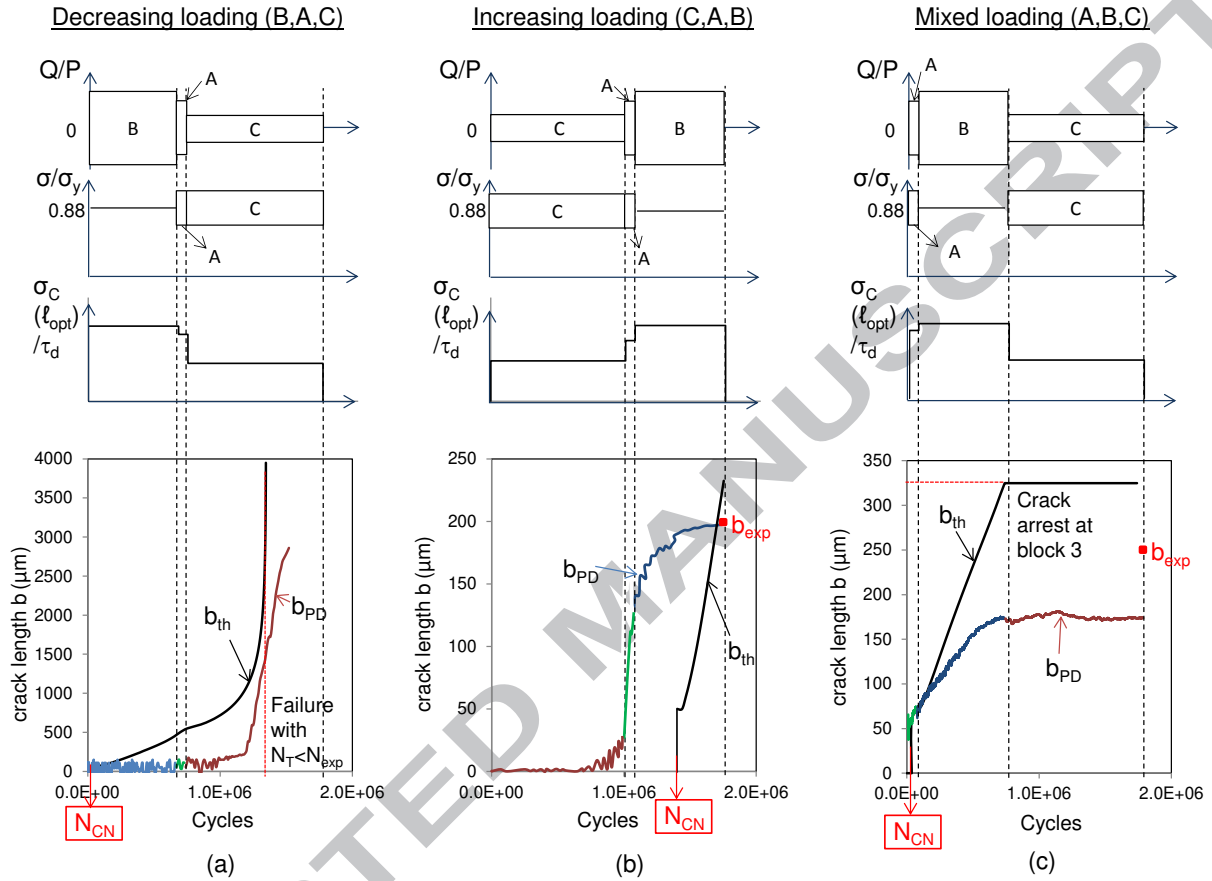 Decreasing loading (B,A,C)
Increasing loading (C,A,B)
Mixed loading (A,B,C)
Q/P
A
0
B
C
σ/σy
0.88
C
A
σC
(ℓopt)
/τd
4000
3500
3000
2500
2000
1500
1000
500
0
crack length b (µm)
bth
bPD
Failure
with
NT<Nexp
0.0E+00
1.0E+06
2.0E+06
NCN
Cycles
(a)
Q/P
A
0
C
B
σ/σy
0.88
C
A
σC
(ℓopt)
/τd
250
200
150
100
50
0
crack length b (µm)
bexp
bPD
bth
0.0E+00
1.0E+06
2.0E+06
Cycles
NCN
(b)
Q/P
A
0
B
C
σ/σy
0.88
C
A
σC
(ℓopt)
/τd
350
300
250
200
150
100
50
0
crack length b (µm)
bth
Crack
arrest at
block 3
bexp
bPD
0.0E+00
1.0E+06
2.0E+06
NCN
Cycles
(c)
TED MANUSCRIPT